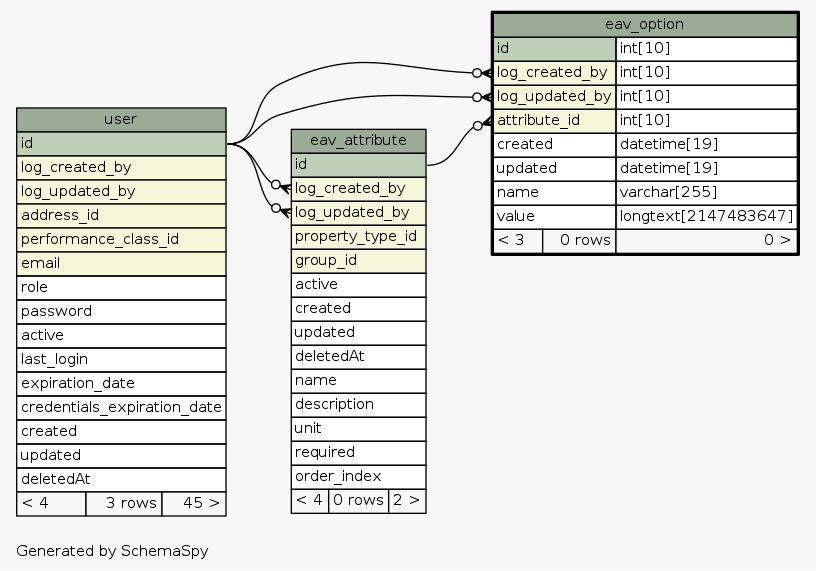 user
id
log_created_by
log_updated_by
address_id
performance_class_id
email
role
password
active
last_login
expiration_date
credentials_expiration_date
created
updated
deletedAt
< 4 3 rows 45 >
eav_attribute
id
log_created_by
log_updated_by
property_type_id
group_id
active
created
updated
deletedAt
name
description
unit
required
order_index
< 4 0 rows 2 >
eav_option
id int[10]
log_created_by int[10]
log_updated_by int[10]
attribute_id int[10]
created datetime[19]
updated datetime[19]
name varchar[255]
value longtext[2147483647]
< 3 0 rows 0 >
Generated by SchemaSpy